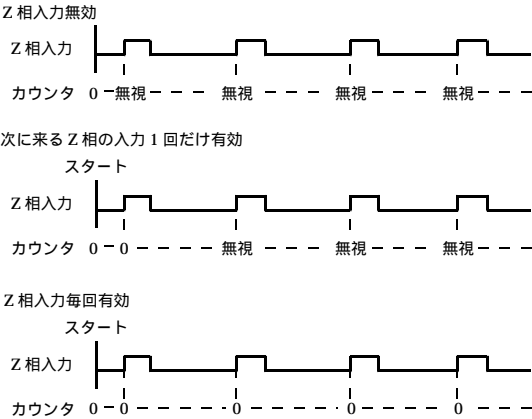 Z 相入力無効
Z 相入力
カウンタ 0 無視 無視 無視 無視
次に来る Z 相の入力 1 回だけ有効
スタート
Z 相入力
カウンタ 0 0 無視 無視 無視
Z 相入力毎回有効
スタート
Z 相入力
カウンタ 0 0 0 0 0